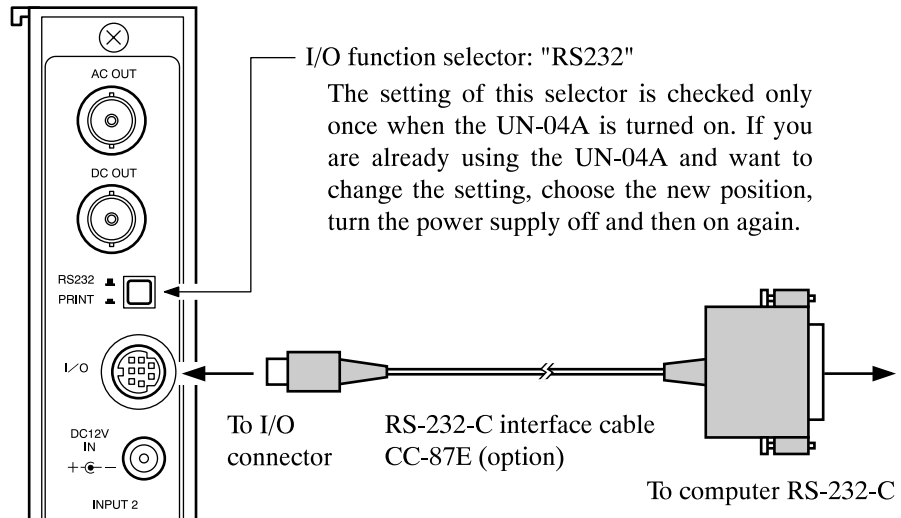 I/O function selector: "RS232"
The setting of this selector is checked only
once when the UN-04A is turned on. If you
are already using the UN-04A and want to
change the setting, choose the new position,
turn the power supply off and then on again.
AC OUT
DC OUT
RS232
PRINT
I/O
DC12V
IN
+ -
INPUT 2
To I/O
connector
RS-232-C interface cable
CC-87E (option)
To computer RS-232-C